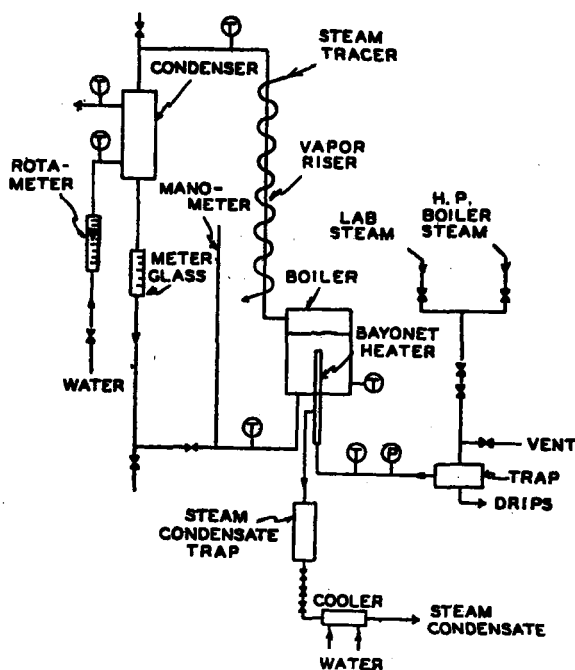 T
STEAM
TRACER
CONDENSER
T
T
VAPOR
RISER
ROTA-
METER
MANO-
METER
H. P.
BOILER
STEAM
LAB
STEAM
METER
GLASS
BOILER
BAYONET
HEATER
WATER
T
T
VENT
T
P
TRAP
DRIPS
STEAM
CONDENSATE
TRAP
COOLER
STEAM
CONDENSATE
WATER